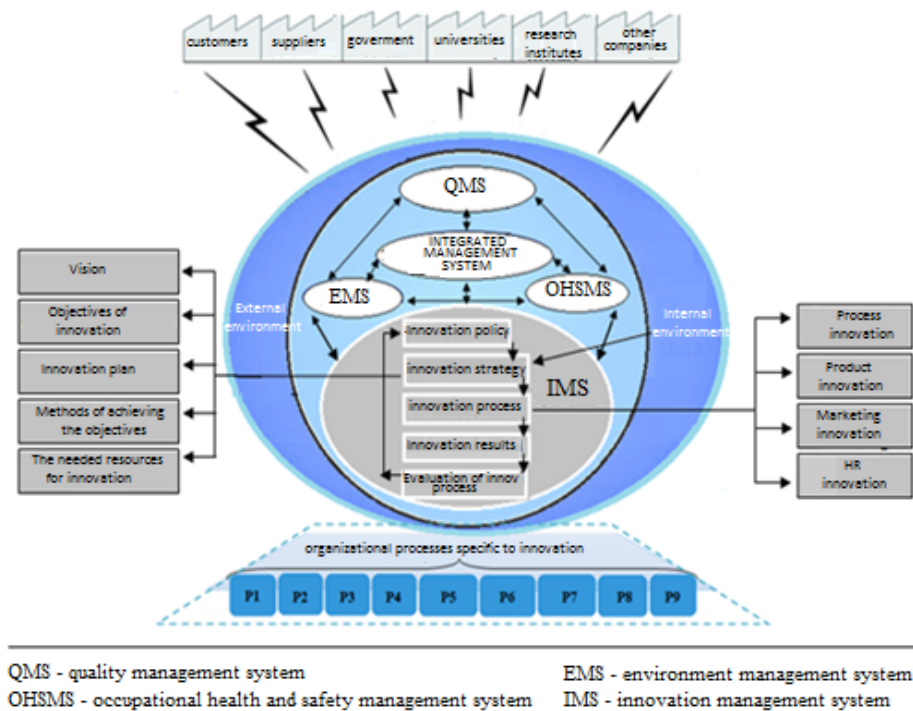 customers
suppliers
goverment
universities
research
institutes
other
companies
QMS
INTEGRATED
MANAGEMENT
SYSTEM
EMS
OHSMS
External
environment
Internal
environment
Vision
Objectives of
innovation
Innovation plan
Methods of achieving
the objectives
The needed resources
for innovation
Innovation policy
innovation strategy
innovation process
Innovation results
Evaluation of innov
process
IMS
Process
innovation
Product
innovation
Marketing
innovation
HR
innovation
organizational processes specific to innovation
P1 P2 P3 P4 P5 P6 P7 P8 P9
QMS - quality management system
EMS - environment management system
OHSMS - occupational health and safety management system
IMS - innovation management system